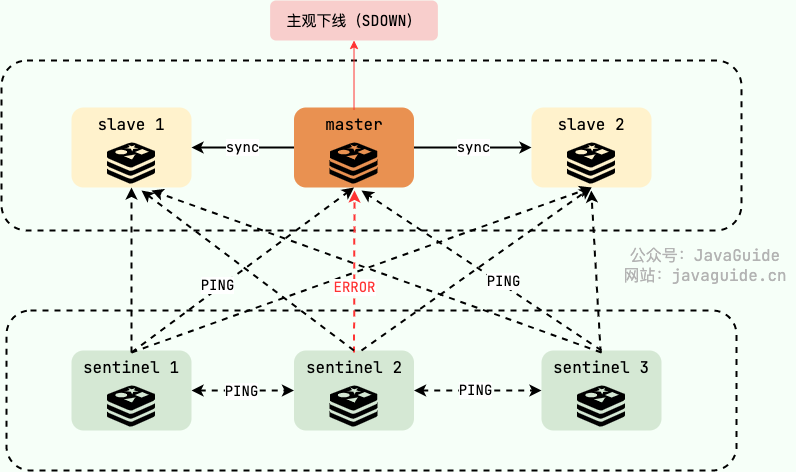 主观下线（SDOWN）
slave 1
master
slave 2
sync
sync
公众号：JavaGuide
网站：javaguide.cn
PING
ERROR
PING
sentinel 1
sentinel 2
sentinel 3
PING
PING